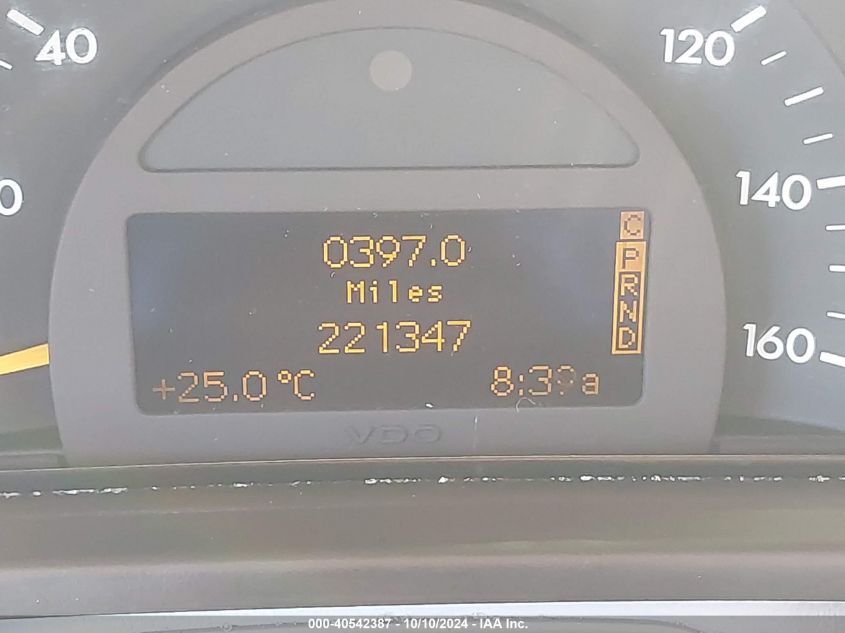 40
120
0
140
160
0397.0
Miles
221347
+25.0 °C
8:39a
C
P
R
N
D
VDO
000-40542387 - 10/10/2024 - IAA Inc.